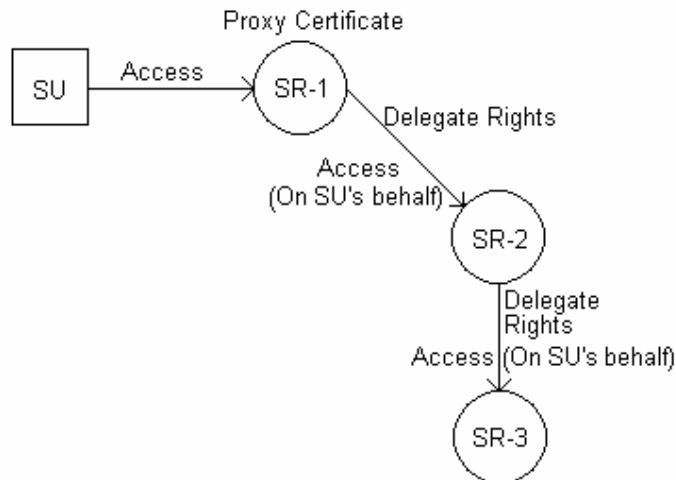 Proxy Certificate
SU
Access
SR-1
Delegate Rights
Access
(On SU's behalf)
SR-2
Delegate
Rights
Access (On SU's behalf)
SR-3